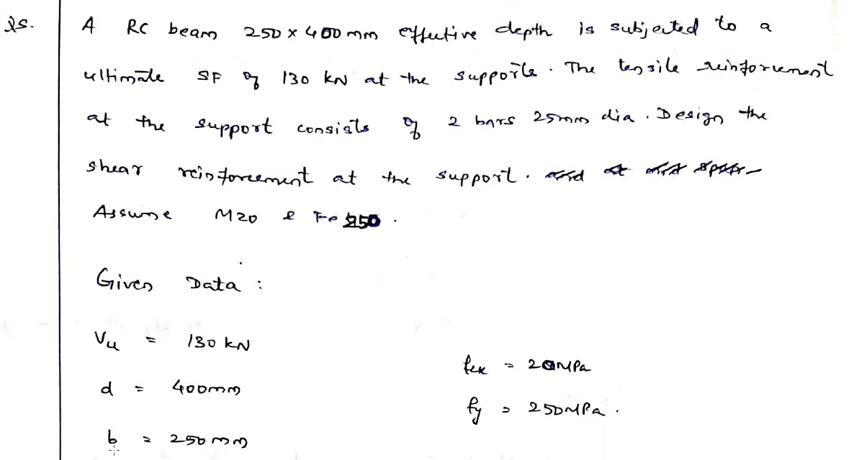 Qs. A RC beam 250 x 400 mm effective depth is subjected to a
ultimate SF of 130 kN at the supports. The tensile reinforcement
at the support consists of 2 bars 25mm dia. Design the
shear reinforcement at the support.
Assume M20 & Fe 250.
Given Data :
Vu = 130 kN
fck = 20MPa
d = 400mm
fy = 250MPa.
b = 250 mm